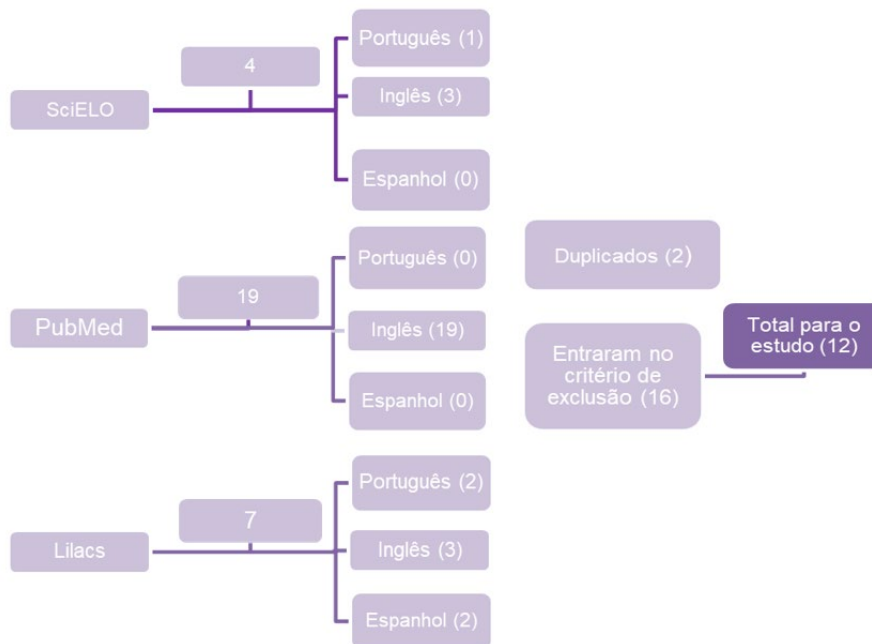 SciELO
4
Português (1)
Inglês (3)
Espanhol (0)
PubMed
19
Português (0)
Inglês (19)
Espanhol (0)
Lilacs
7
Português (2)
Inglês (3)
Espanhol (2)
Duplicados (2)
Entraram no
critério de
exclusão (16)
Total para o
estudo (12)